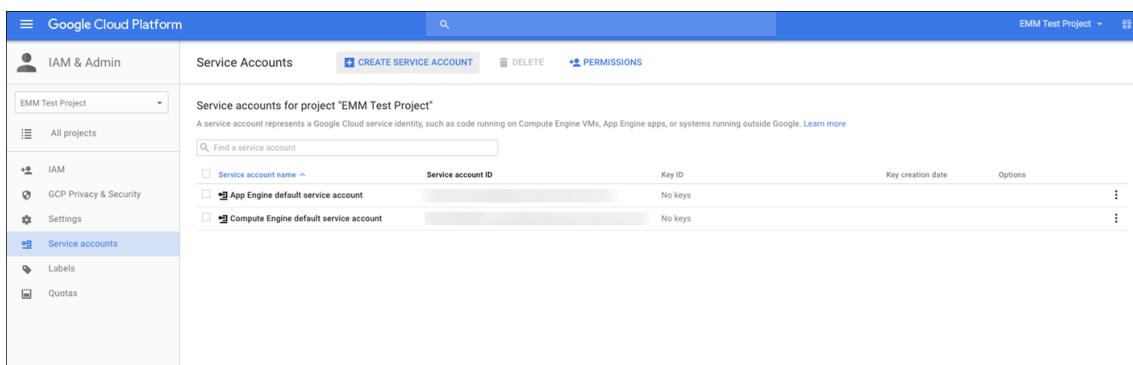 Google Cloud Platform
EMM Test Project
IAM & Admin
Service Accounts
CREATE SERVICE ACCOUNT
DELETE
PERMISSIONS
EMM Test Project
All projects
IAM
GCP Privacy & Security
Settings
Service accounts
Labels
Quotas
Service accounts for project "EMM Test Project"
A service account represents a Google Cloud service identity, such as code running on Compute Engine VMs, App Engine apps, or systems running outside Google. Learn more
Find a service account
Service account name Service account ID Key ID Key creation date Options
App Engine default service account No keys
Compute Engine default service account No keys